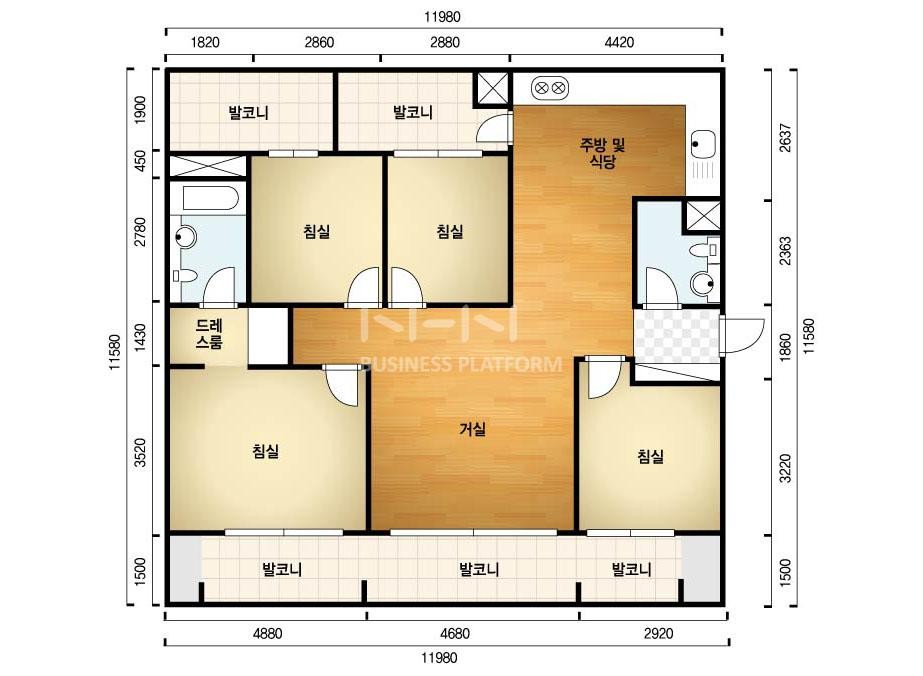 11980
1820 2860 2880 4420
1900
450
2780
1430
3520
1500
11580
발코니
발코니
주방 및
식당
침실
침실
드레
스룸
NHN
BUSINESS PLATFORM
거실
침실
침실
발코니
발코니
발코니
2637
2363
1860
3220
1500
11580
4880 4680 2920
11980